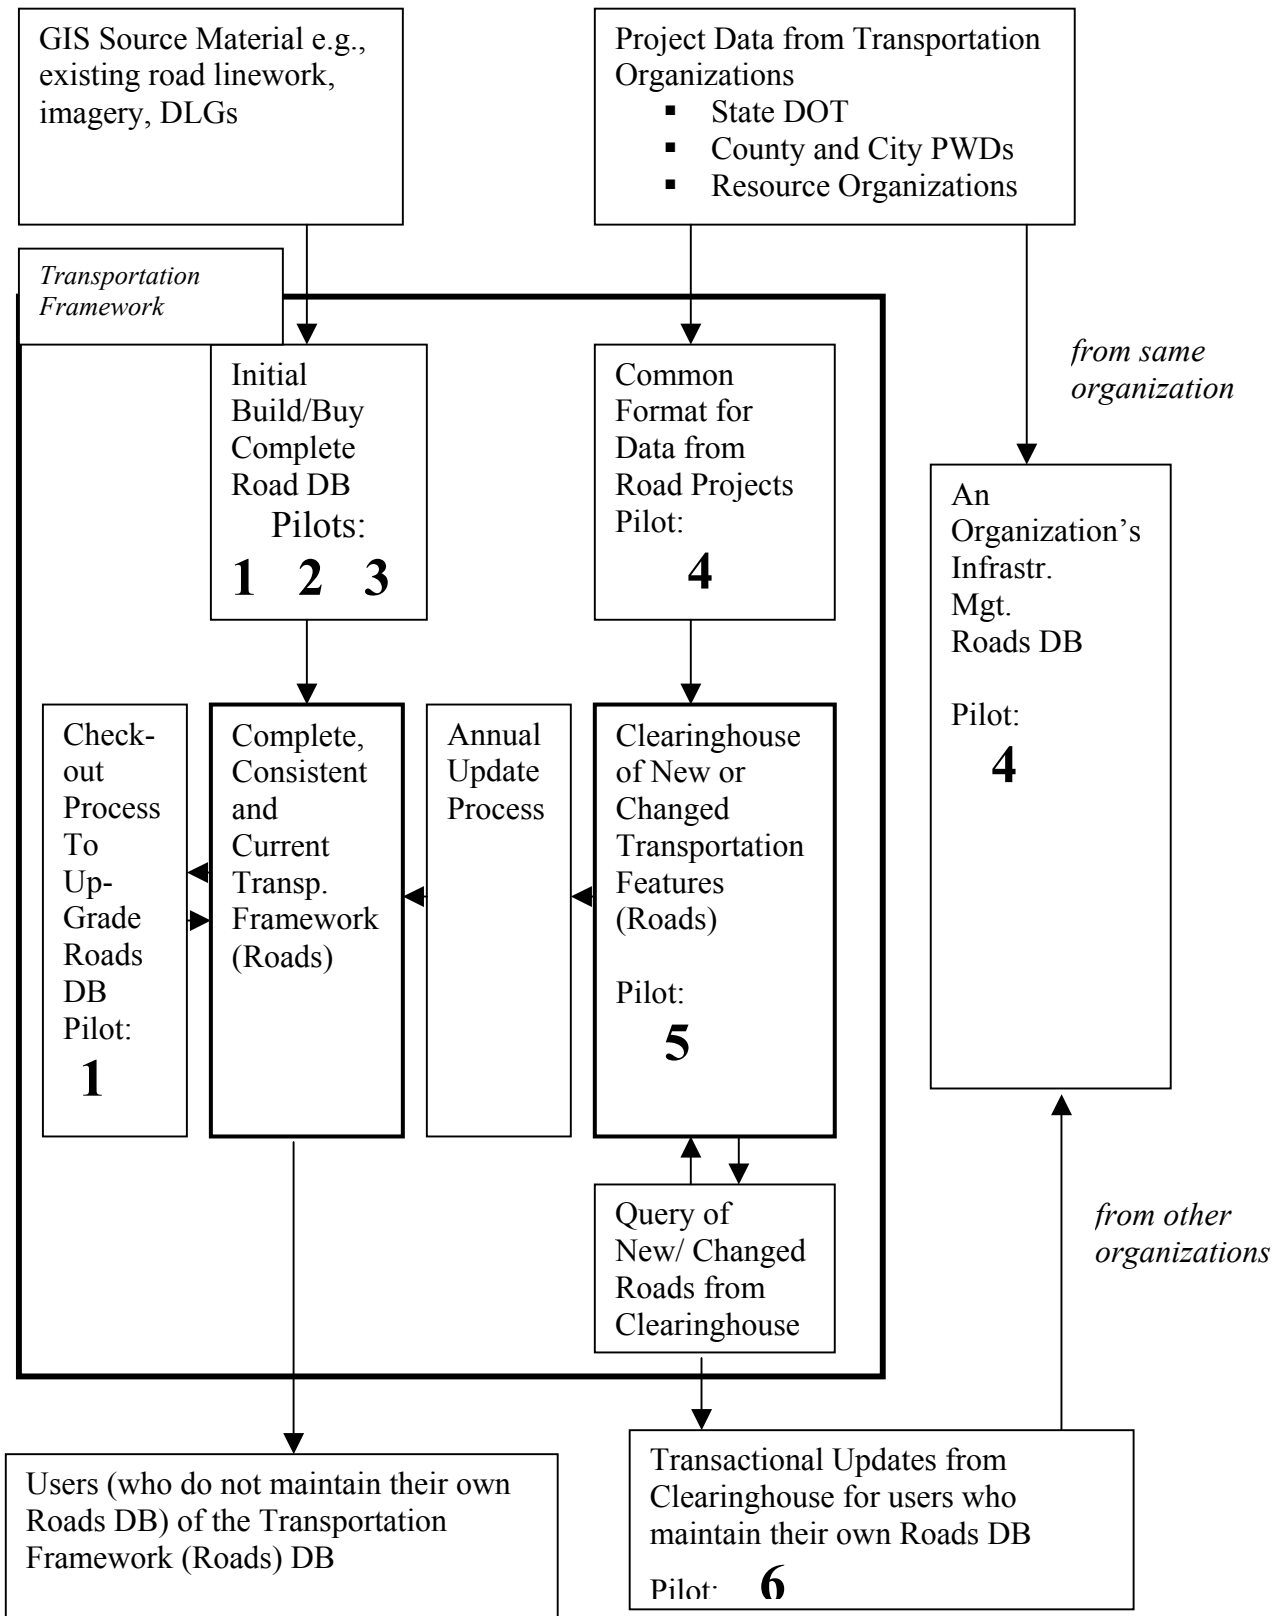 GIS Source Material e.g.,
existing road linework,
imagery, DLGs
Project Data from Transportation
Organizations
▪ State DOT
▪ County and City PWDs
▪ Resource Organizations
Transportation
Framework
Initial
Build/Buy
Complete
Road DB
Pilots:
1 2 3
Common
Format for
Data from
Road Projects
Pilot:
4
from same
organization
An
Organization’s
Infrastr.
Mgt.
Roads DB
Pilot:
4
Check-
out
Process
To
Up-
Grade
Roads
DB
Pilot:
1
Complete,
Consistent
and
Current
Transp.
Framework
(Roads)
Annual
Update
Process
Clearinghouse
of New or
Changed
Transportation
Features
(Roads)
Pilot:
5
Query of
New/ Changed
Roads from
Clearinghouse
from other
organizations
Users (who do not maintain their own
Roads DB) of the Transportation
Framework (Roads) DB
Transactional Updates from
Clearinghouse for users who
maintain their own Roads DB
Pilot: 6